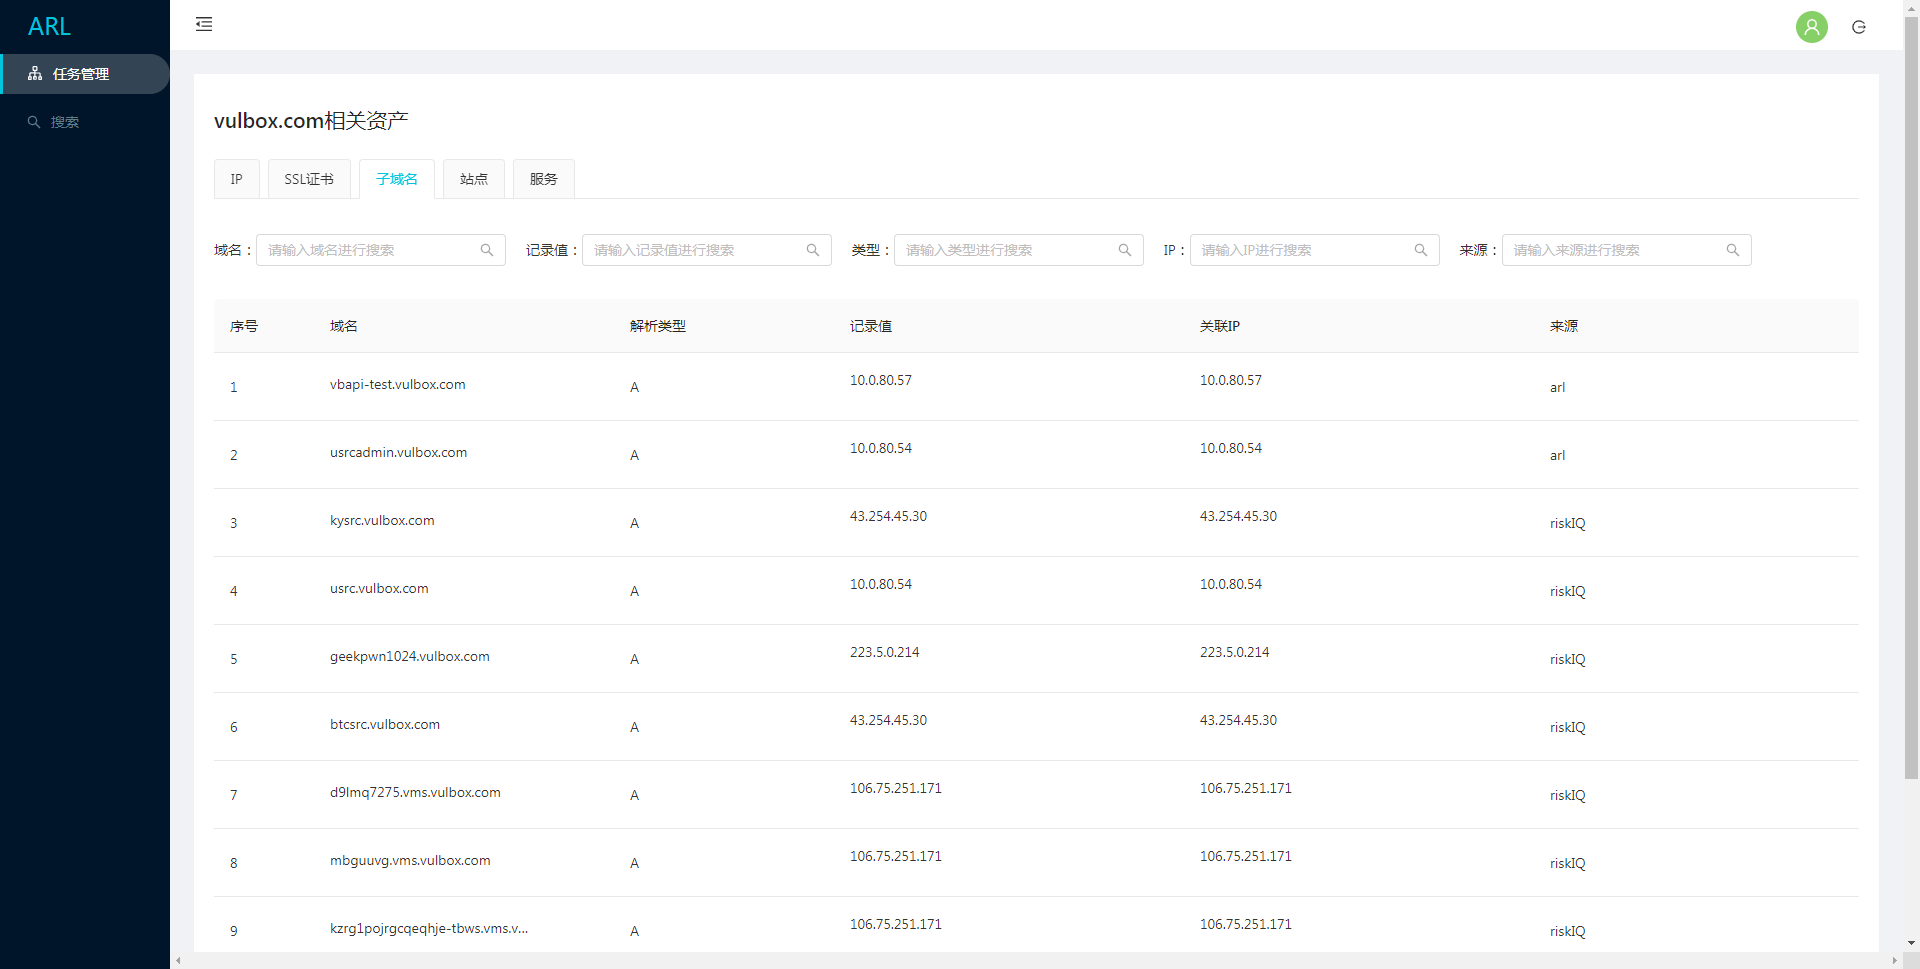 ARL
任务管理
搜索
vulbox.com相关资产
IP SSL证书 子域名 站点 服务
域名： 请输入域名进行搜索 记录值： 请输入记录值进行搜索 类型： 请输入类型进行搜索 IP： 请输入IP进行搜索 来源： 请输入来源进行搜索
序号 域名 解析类型 记录值 关联IP 来源
1 vbapi-test.vulbox.com A 10.0.80.57 10.0.80.57 arl
2 usrcadmin.vulbox.com A 10.0.80.54 10.0.80.54 arl
3 kysrc.vulbox.com A 43.254.45.30 43.254.45.30 riskIQ
4 usrc.vulbox.com A 10.0.80.54 10.0.80.54 riskIQ
5 geekpwn1024.vulbox.com A 223.5.0.214 223.5.0.214 riskIQ
6 btcsrc.vulbox.com A 43.254.45.30 43.254.45.30 riskIQ
7 d9lmq7275.vms.vulbox.com A 106.75.251.171 106.75.251.171 riskIQ
8 mbguuvg.vms.vulbox.com A 106.75.251.171 106.75.251.171 riskIQ
9 kzrg1pojrgcqeqhje-tbws.vms.v... A 106.75.251.171 106.75.251.171 riskIQ